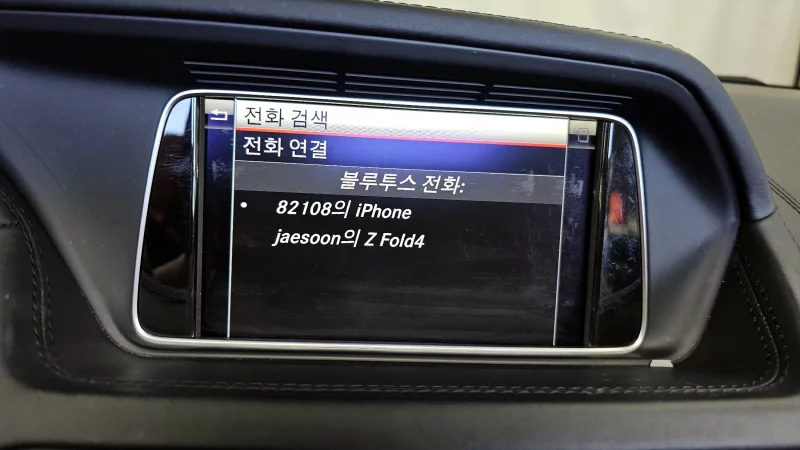 전화 검색
전화 연결
블루투스 전화:
• 82108의 iPhone
jaesoon의 Z Fold4